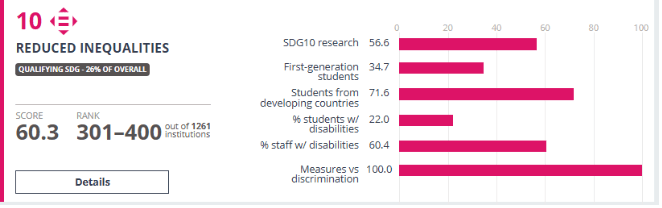 10
REDUCED INEQUALITIES
QUALIFYING SDG - 26% OF OVERALL
SCORE
60.3
RANK
301–400
out of 1261
institutions
Details
0 20 40 60 80 100
SDG10 research 56.6
First-generation 34.7
students
Students from 71.6
developing countries
% students w/ 22.0
disabilities
% staff w/ disabilities 60.4
Measures vs 100.0
discrimination